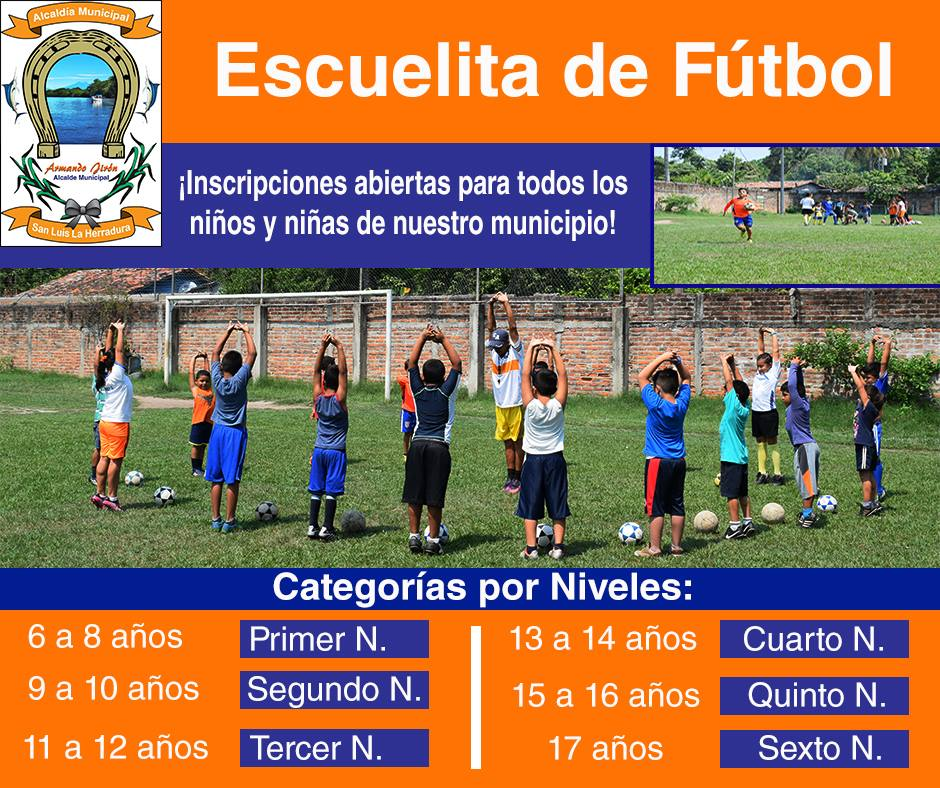 Alcaldía Municipal
Armando Jirón
Alcalde Municipal
San Luis La Herradura
Escuelita de Fútbol
¡Inscripciones abiertas para todos los
niños y niñas de nuestro municipio!
Categorías por Niveles:
6 a 8 años Primer N.
9 a 10 años Segundo N.
11 a 12 años Tercer N.
13 a 14 años Cuarto N.
15 a 16 años Quinto N.
17 años Sexto N.